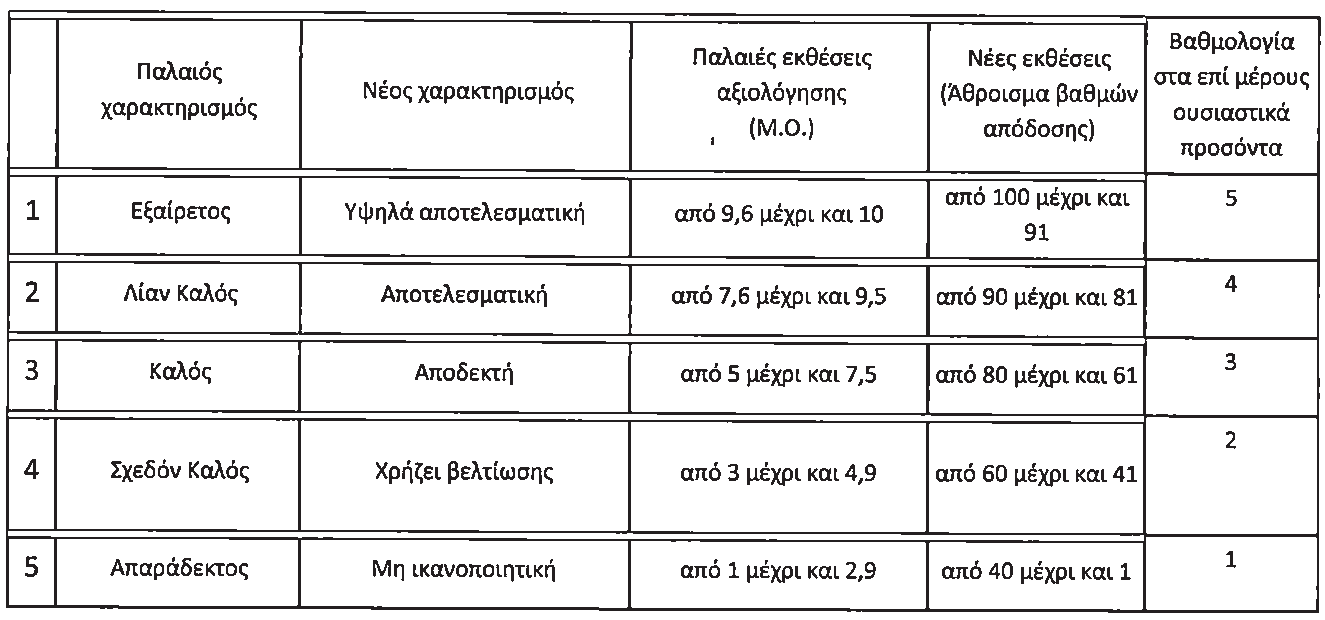 Παλαιός
χαρακτηρισμός
Νέος χαρακτηρισμός
Παλαιές εκθέσεις
αξιολόγησης
(Μ.Ο.)
Νέες εκθέσεις
(Άθροισμα βαθμών
απόδοσης)
Βαθμολογία
στα επί μέρους
ουσιαστικά
προσόντα
1
Εξαίρετος
Υψηλά αποτελεσματική
από 9,6 μέχρι και 10
από 100 μέχρι και
91
5
2
Λίαν Καλός
Αποτελεσματική
από 7,6 μέχρι και 9,5
από 90 μέχρι και 81
4
3
Καλός
Αποδεκτή
από 5 μέχρι και 7,5
από 80 μέχρι και 61
3
4
Σχεδόν Καλός
Χρήζει βελτίωσης
από 3 μέχρι και 4,9
από 60 μέχρι και 41
2
5
Απαράδεκτος
Μη ικανοποιητική
από 1 μέχρι και 2,9
από 40 μέχρι και 1
1